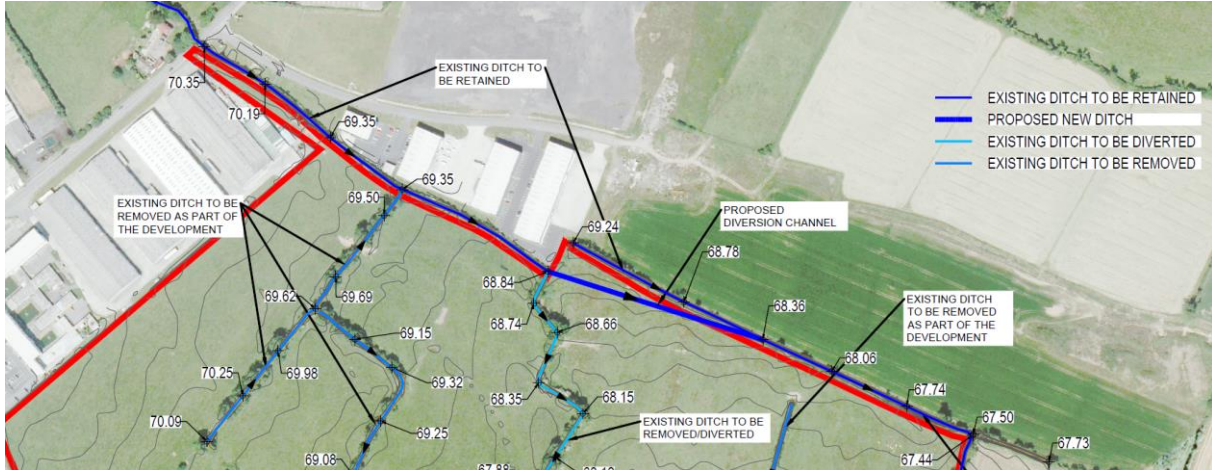 EXISTING DITCH TO
BE RETAINED
EXISTING DITCH TO BE RETAINED
PROPOSED NEW DITCH
EXISTING DITCH TO BE DIVERTED
EXISTING DITCH TO BE REMOVED
70.35
70.19
69.35
69.35
EXISTING DITCH TO BE
REMOVED AS PART OF
THE DEVELOPMENT
69.50
PROPOSED
DIVERSION CHANNEL
69.24
68.84
68.78
69.62
69.69
68.74
68.66
68.36
EXISTING DITCH
TO BE REMOVED
AS PART OF THE
DEVELOPMENT
69.15
68.06
70.25
69.98
69.32
68.35
68.15
67.74
70.09
69.25
EXISTING DITCH TO BE
REMOVED/DIVERTED
67.50
67.73
69.08
67.88
67.44